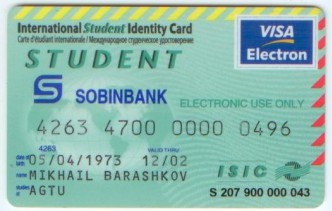 International Student Identity Card
Carte d'étudiant internationale / Международное студенческое удостоверение
STUDENT
VISA
Electron
S SOBINBANK
ELECTRONIC USE ONLY
4263 4700 0000 0496
4263 VALID THRU
05/04/1973 12/02
MIKHAIL BARASHKOV
AGTU
ISIC
S 207 900 000 043